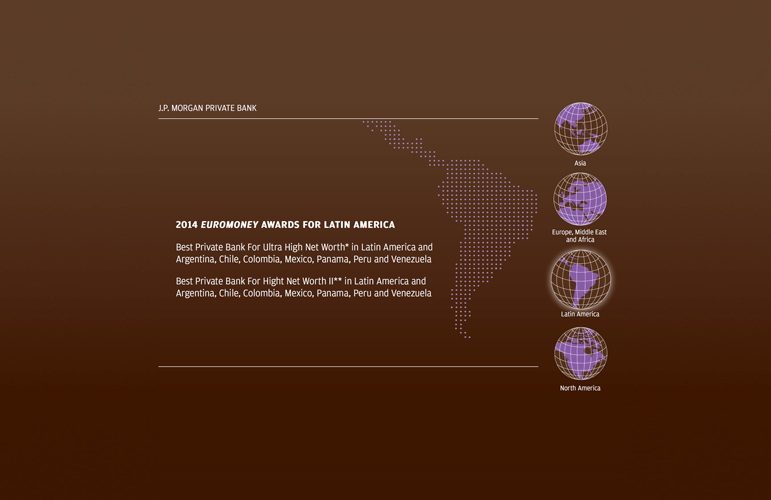 J.P. MORGAN PRIVATE BANK
2014 EUROMONEY AWARDS FOR LATIN AMERICA
Best Private Bank For Ultra High Net Worth* in Latin America and
Argentina, Chile, Colombia, Mexico, Panama, Peru and Venezuela
Best Private Bank For Hight Net Worth II** in Latin America and
Argentina, Chile, Colombia, Mexico, Panama, Peru and Venezuela
Asia
Europe, Middle East
and Africa
Latin America
North America